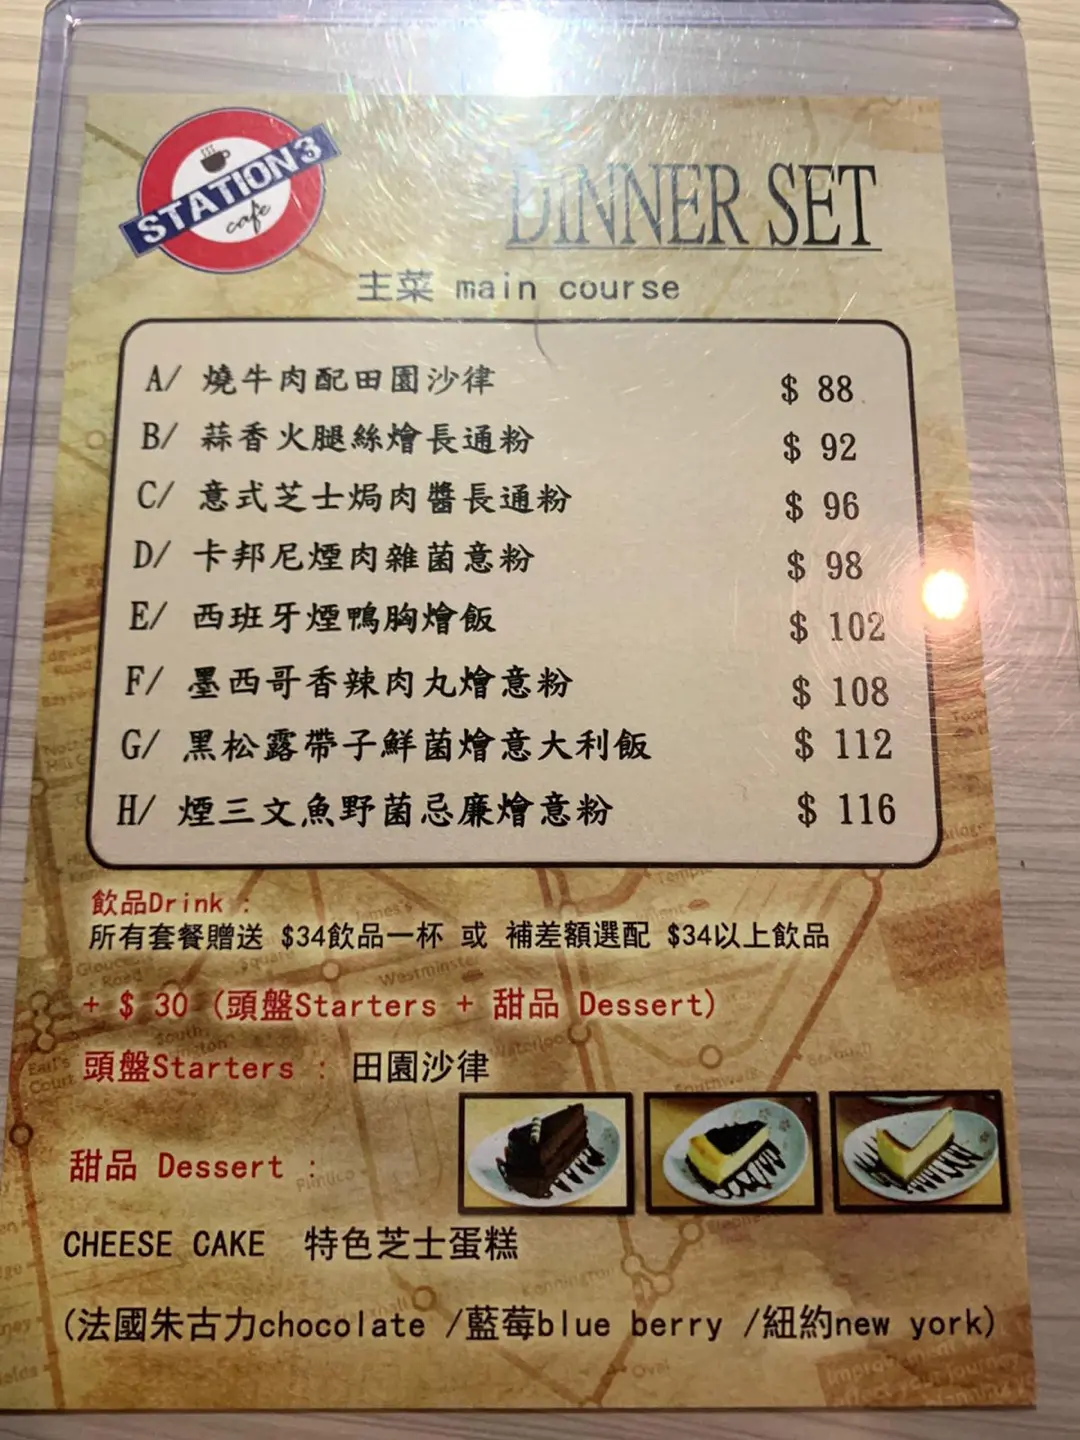 STATION 3
cafe
DINNER SET
主菜 main course
A/ 燒牛肉配田園沙律 $ 88
B/ 蒜香火腿絲燴長通粉 $ 92
C/ 意式芝士焗肉醬長通粉 $ 96
D/ 卡邦尼煙肉雜菌意粉 $ 98
E/ 西班牙煙鴨胸燴飯 $ 102
F/ 墨西哥香辣肉丸燴意粉 $ 108
G/ 黑松露帶子鮮菌燴意大利飯 $ 112
H/ 煙三文魚野菌忌廉燴意粉 $ 116
飲品Drink :
所有套餐贈送 $34飲品一杯 或 補差額選配 $34以上飲品
+ $ 30 (頭盤Starters + 甜品 Dessert)
頭盤Starters : 田園沙律
甜品 Dessert :
CHEESE CAKE 特色芝士蛋糕
(法國朱古力chocolate /藍莓blue berry /紐約new york)